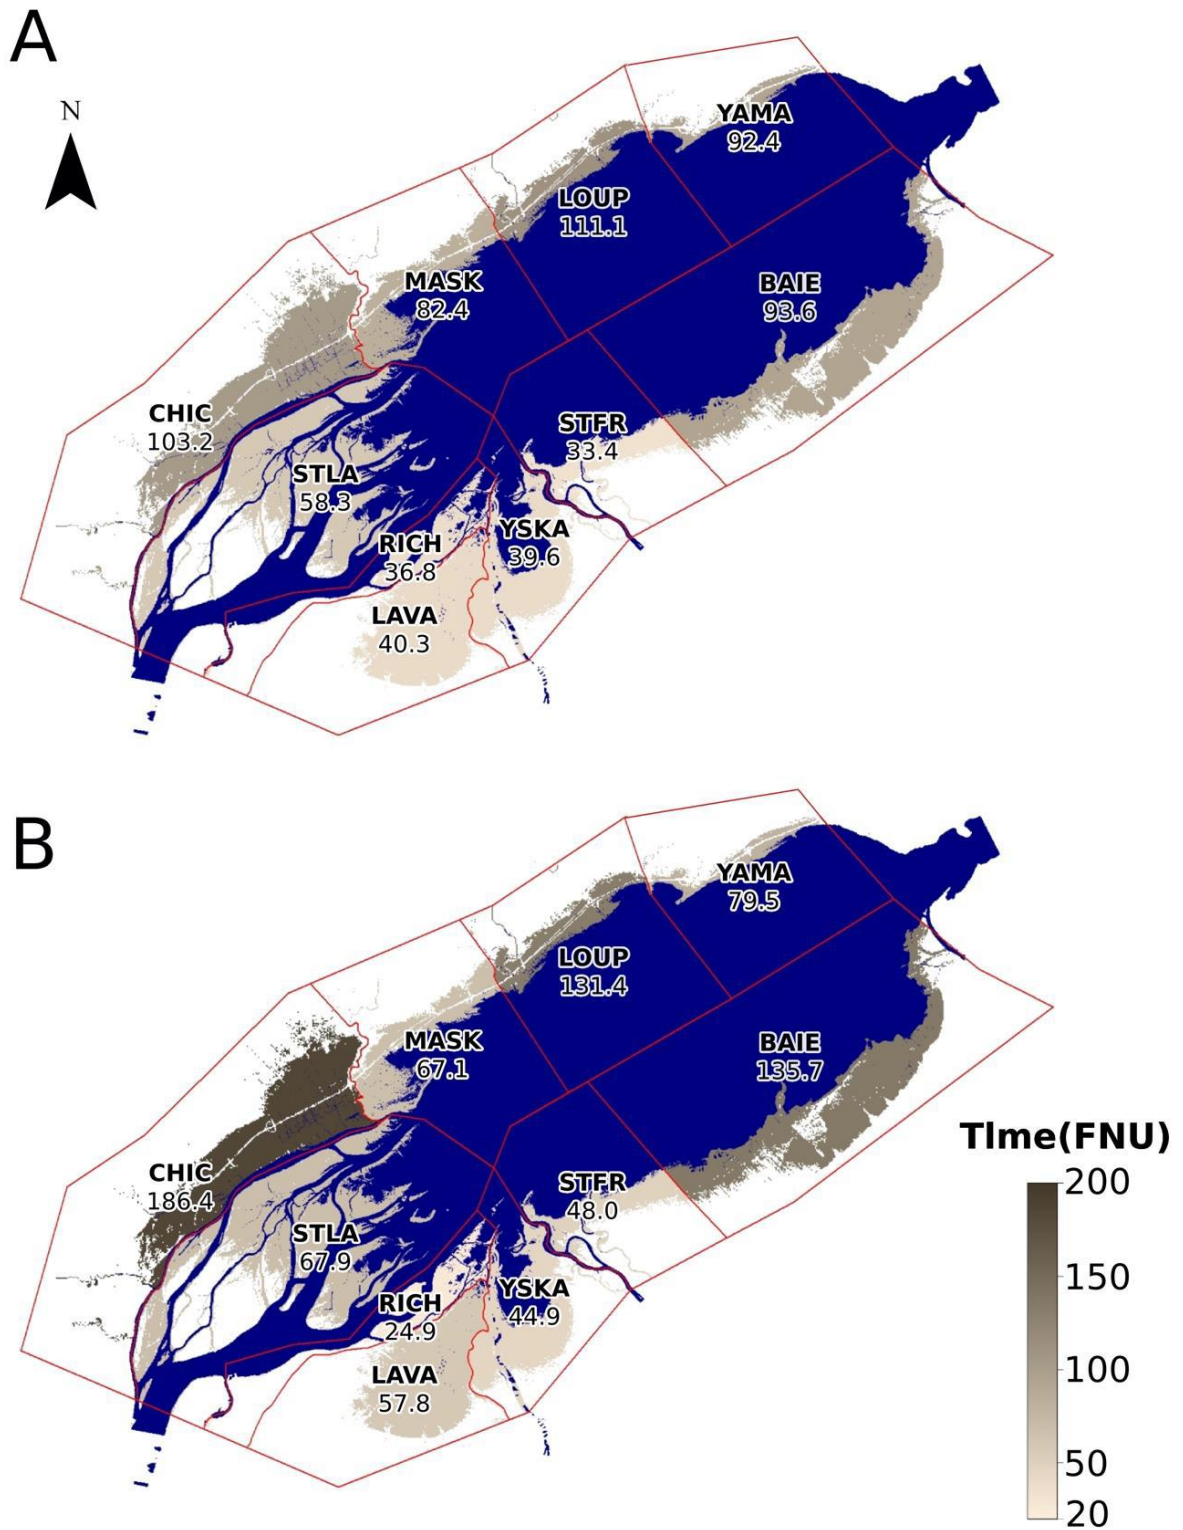 A
N
YAMA
92.4
LOUP
111.1
MASK
82.4
BAIE
93.6
CHIC
103.2
STFR
33.4
STLA
58.3
YSKA
39.6
RICH
36.8
LAVA
40.3
B
YAMA
79.5
LOUP
131.4
MASK
67.1
BAIE
135.7
TIme(FNU)
CHIC
186.4
STFR
48.0
STLA
67.9
YSKA
44.9
RICH
24.9
LAVA
57.8
200
150
100
50
20